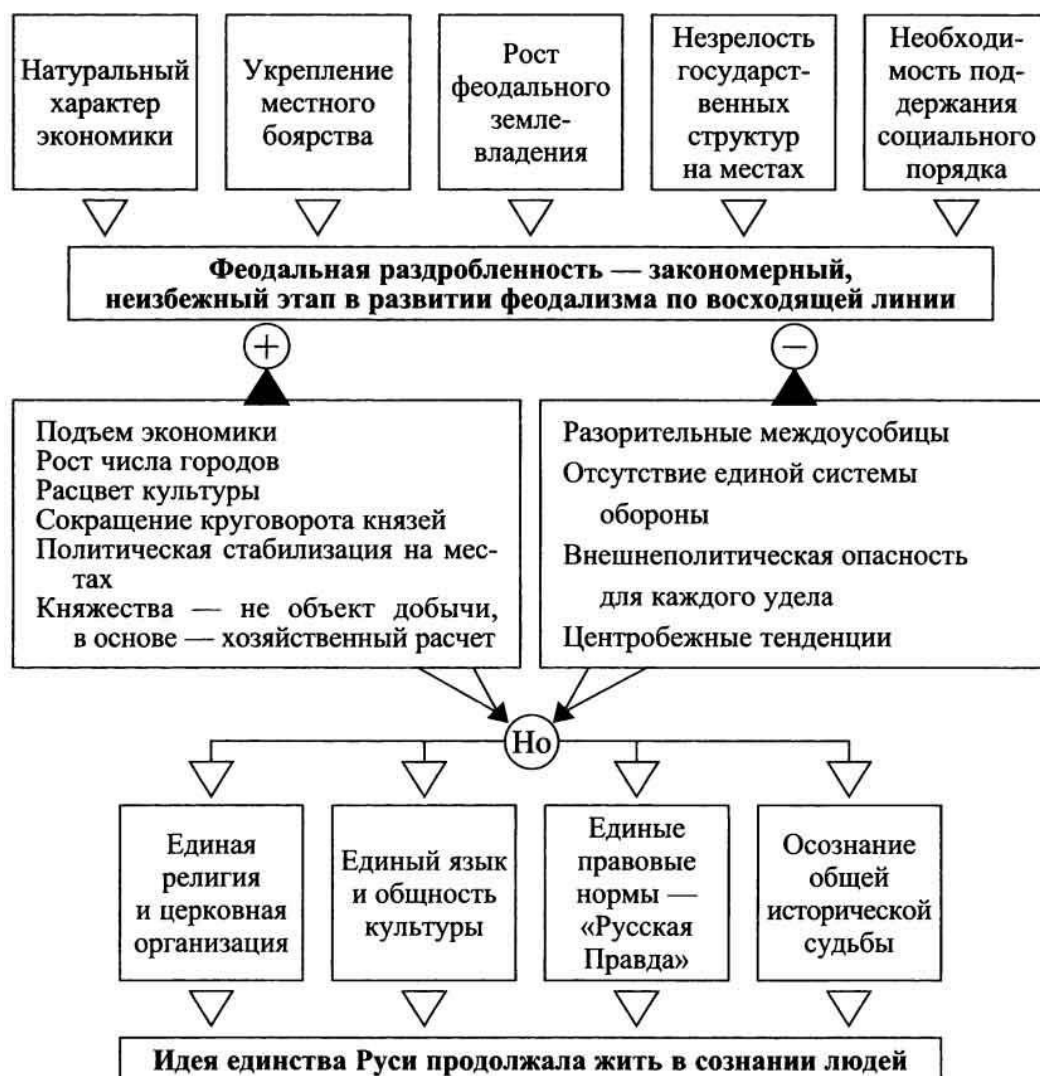 Натуральный
характер
экономики
Укрепление
местного
боярства
Рост
феодального
земле-
владения
Незрелость
государст-
венных
структур
на местах
Необходи-
мость под-
держания
социального
порядка
Феодальная раздробленность — закономерный,
неизбежный этап в развитии феодализма по восходящей линии
+
−
Подъем экономики
Рост числа городов
Расцвет культуры
Сокращение круговорота князей
Политическая стабилизация на мес-
тах
Княжества — не объект добычи,
в основе — хозяйственный расчет
Разорительные междоусобицы
Отсутствие единой системы
обороны
Внешнеполитическая опасность
для каждого удела
Центробежные тенденции
Но
Единая
религия
и церковная
организация
Единый язык
и общность
культуры
Единые
правовые
нормы —
«Русская
Правда»
Осознание
общей
исторической
судьбы
Идея единства Руси продолжала жить в сознании людей